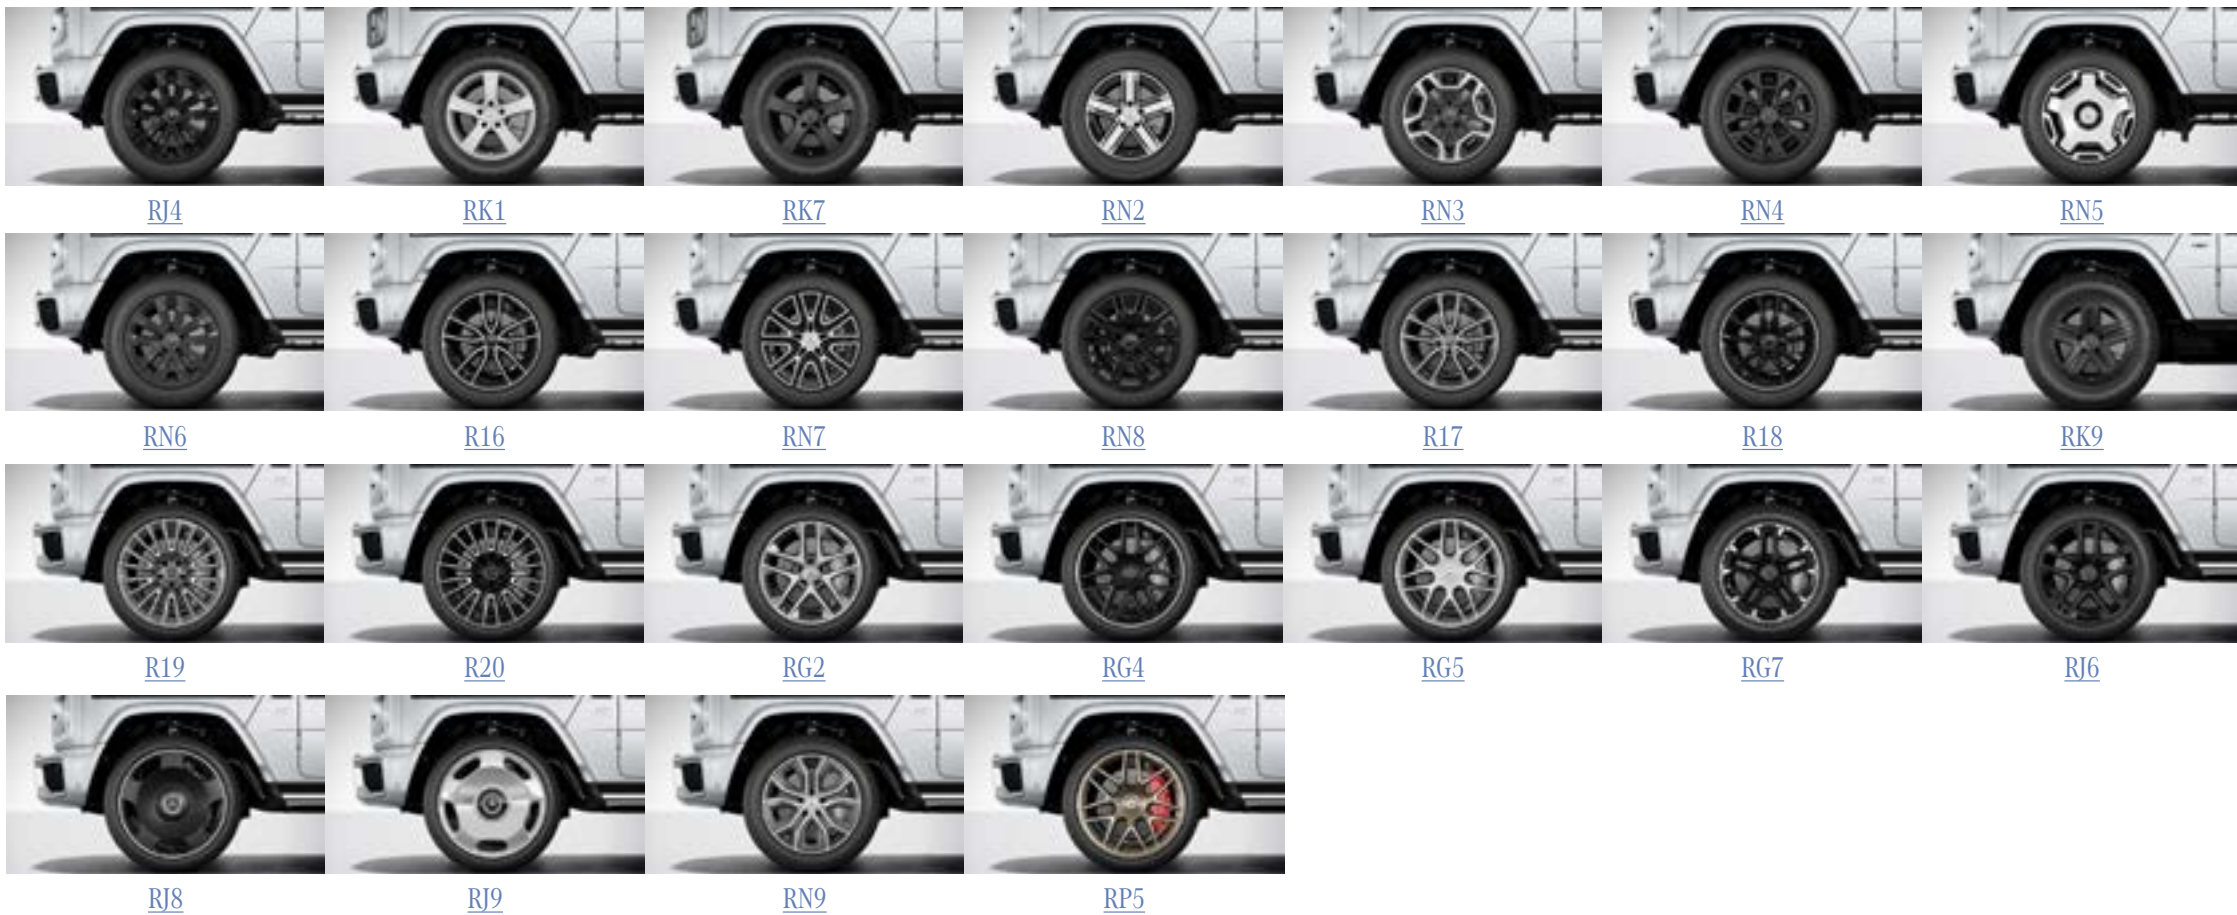 RJ4 RK1 RK7 RN2 RN3 RN4 RN5
RN6 R16 RN7 RN8 R17 R18 RK9
R19 R20 RG2 RG4 RG5 RG7 RJ6
RJ8 RJ9 RN9 RP5